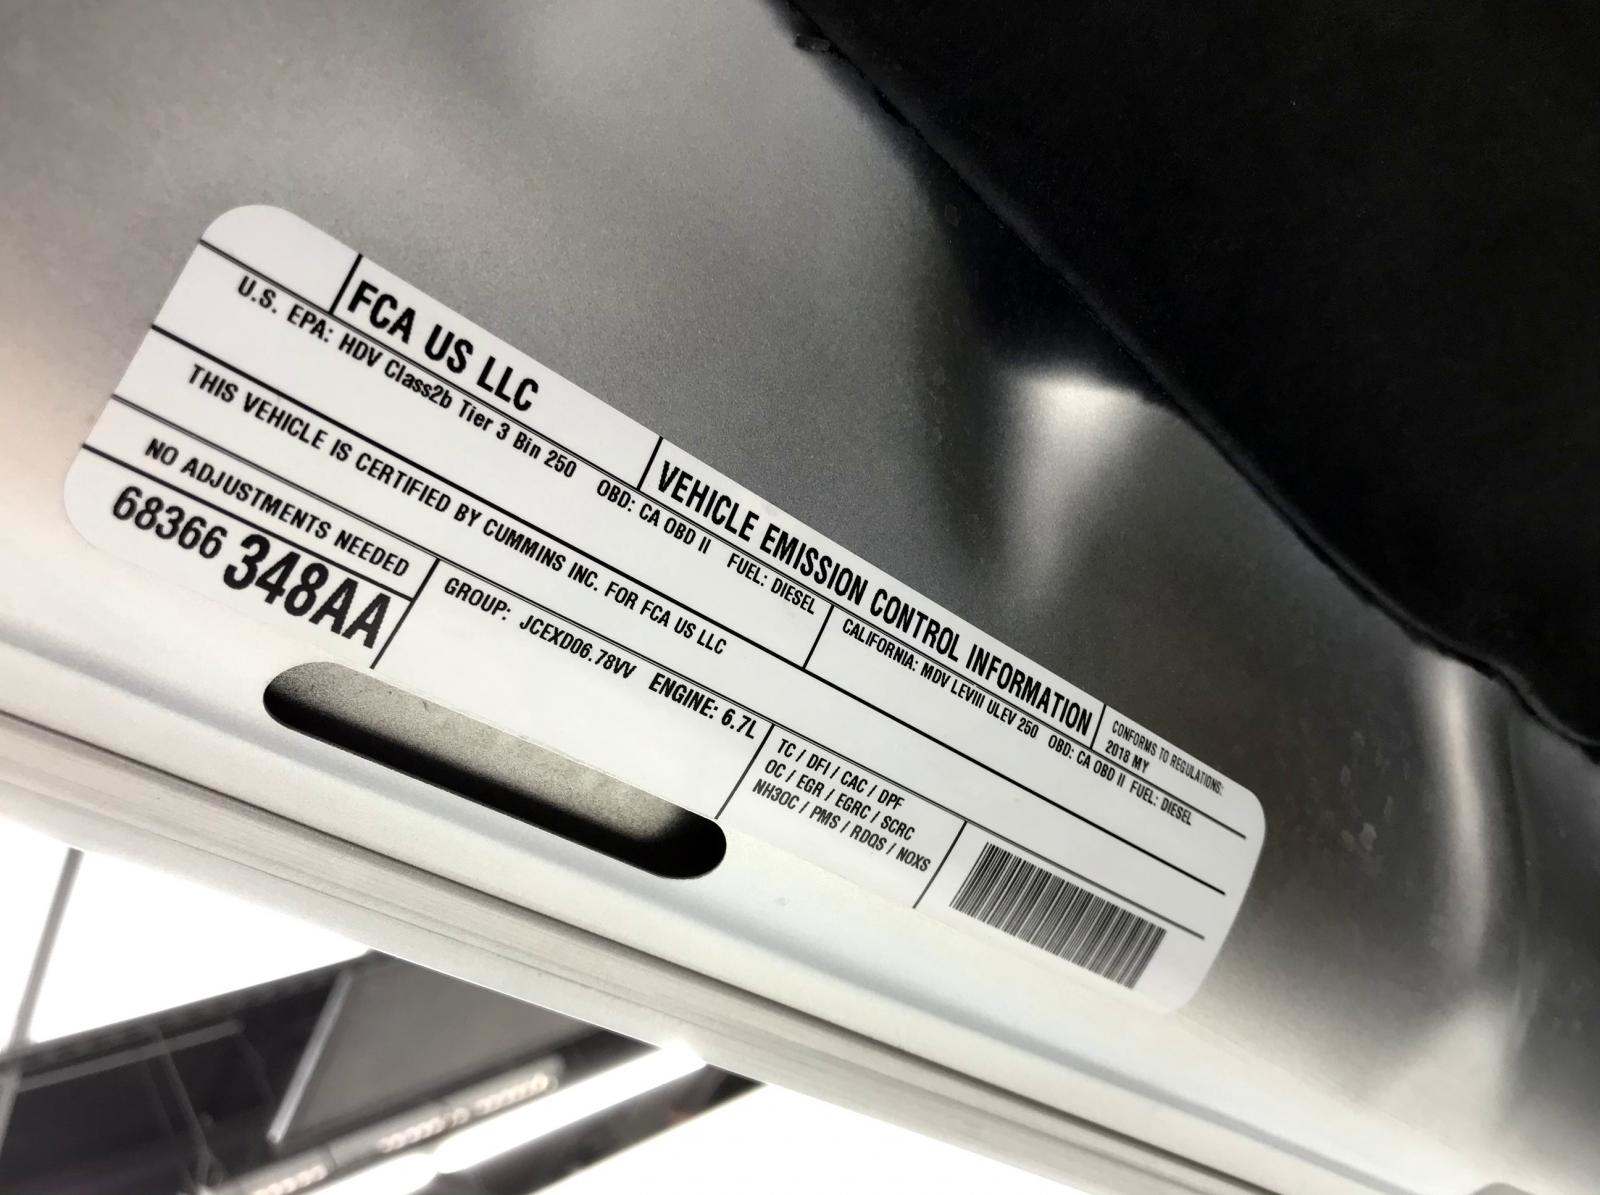 FCA US LLC
VEHICLE EMISSION CONTROL INFORMATION
CONFORMS TO REGULATIONS:
2018 MY
U.S. EPA: HDV Class2b Tier 3 Bin 250 OBD: CA OBD II FUEL: DIESEL
CALIFORNIA: MDV LEVIII ULEV 250 OBD: CA OBD II FUEL: DIESEL
THIS VEHICLE IS CERTIFIED BY CUMMINS INC. FOR FCA US LLC
NO ADJUSTMENTS NEEDED
68366348AA
GROUP: JCEXD06.78VV ENGINE: 6.7L
TC / DFI / CAC / DPF
OC / EGR / EGRC / SCRC
NH3OC / PMS / RDQS / NOXS